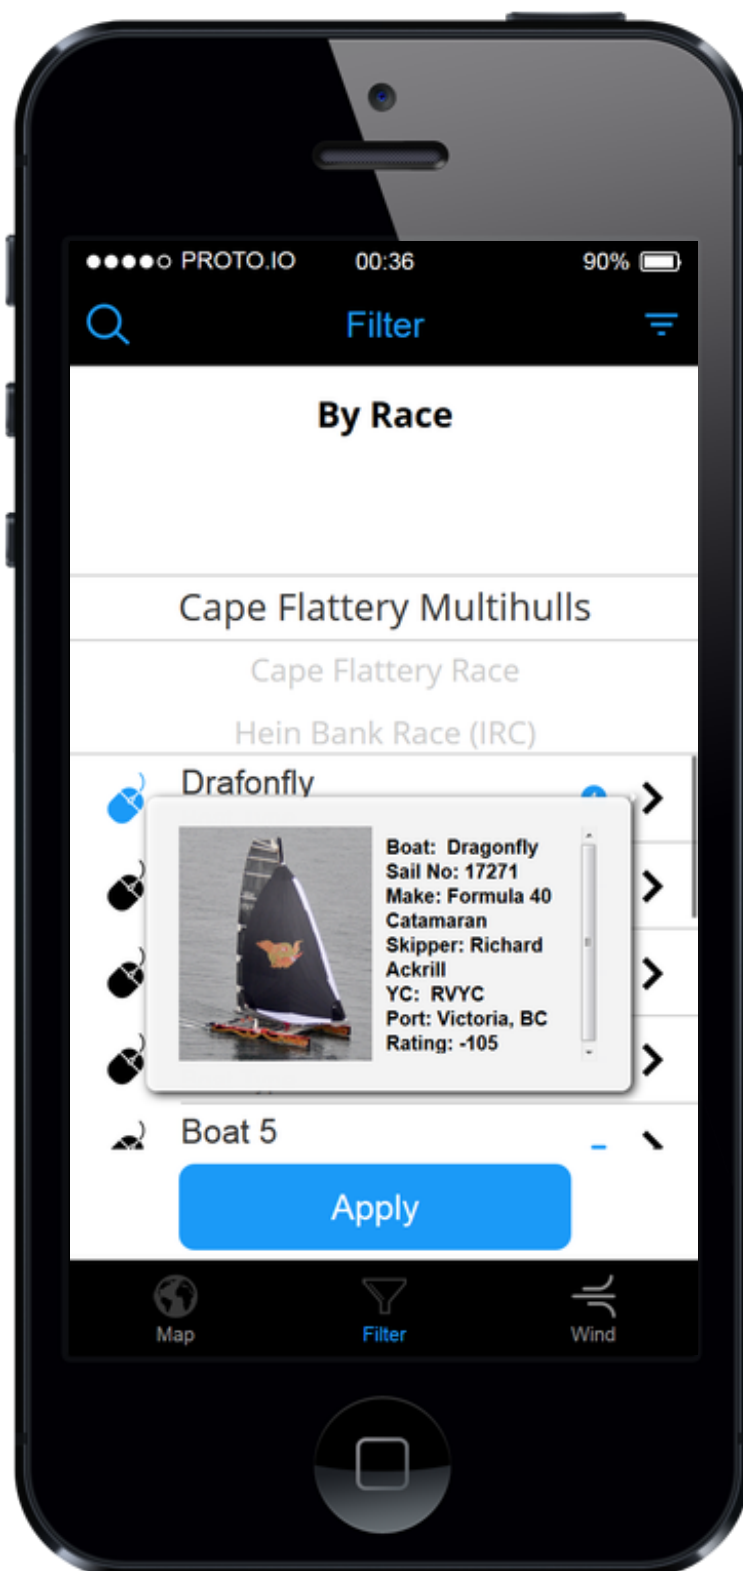 PROTO.IO 00:36 90%
Filter
By Race
Cape Flattery Multihulls
Cape Flattery Race
Hein Bank Race (IRC)
Drafonfly
Boat: Dragonfly
Sail No: 17271
Make: Formula 40
Catamaran
Skipper: Richard
Ackrill
YC: RVYC
Port: Victoria, BC
Rating: -105
Boat 5
Apply
Map Filter Wind